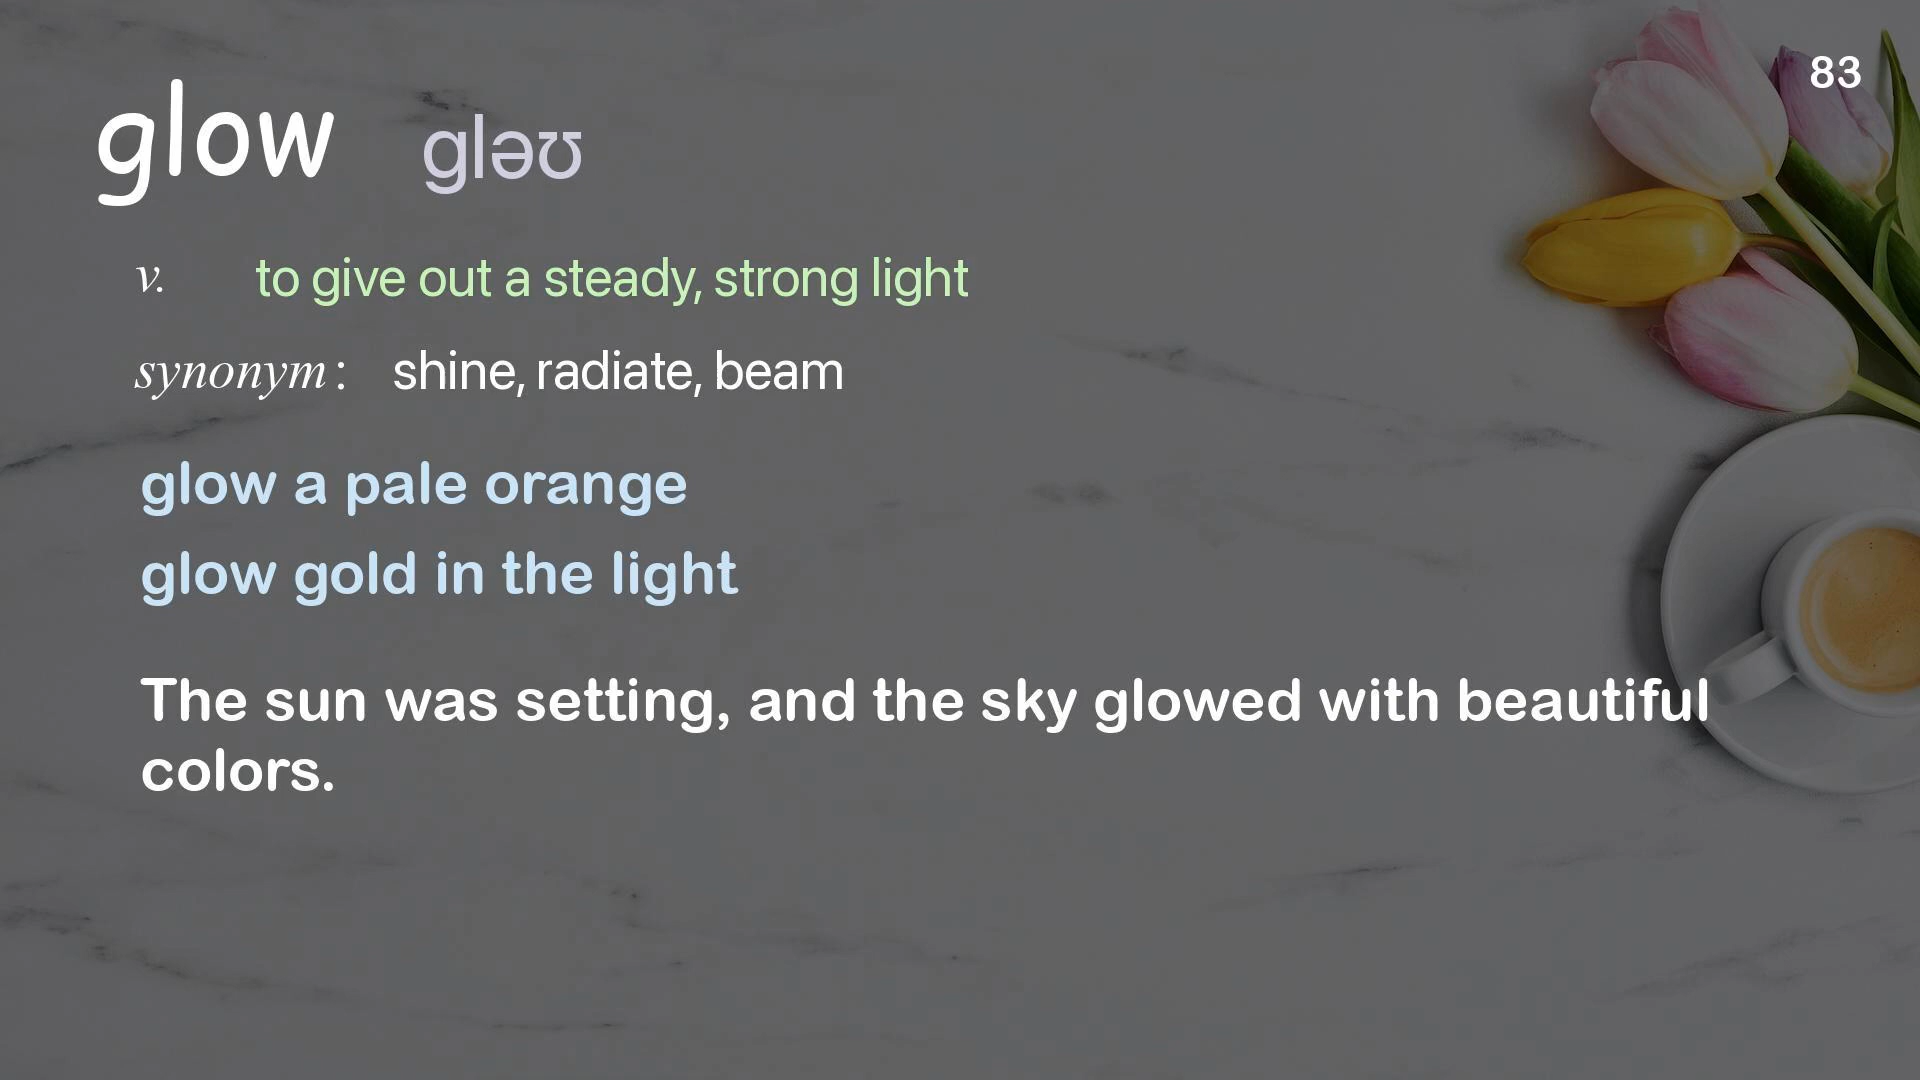 83
glow gləʊ
v. to give out a steady, strong light
synonym: shine, radiate, beam
glow a pale orange
glow gold in the light
The sun was setting, and the sky glowed with beautiful
colors.